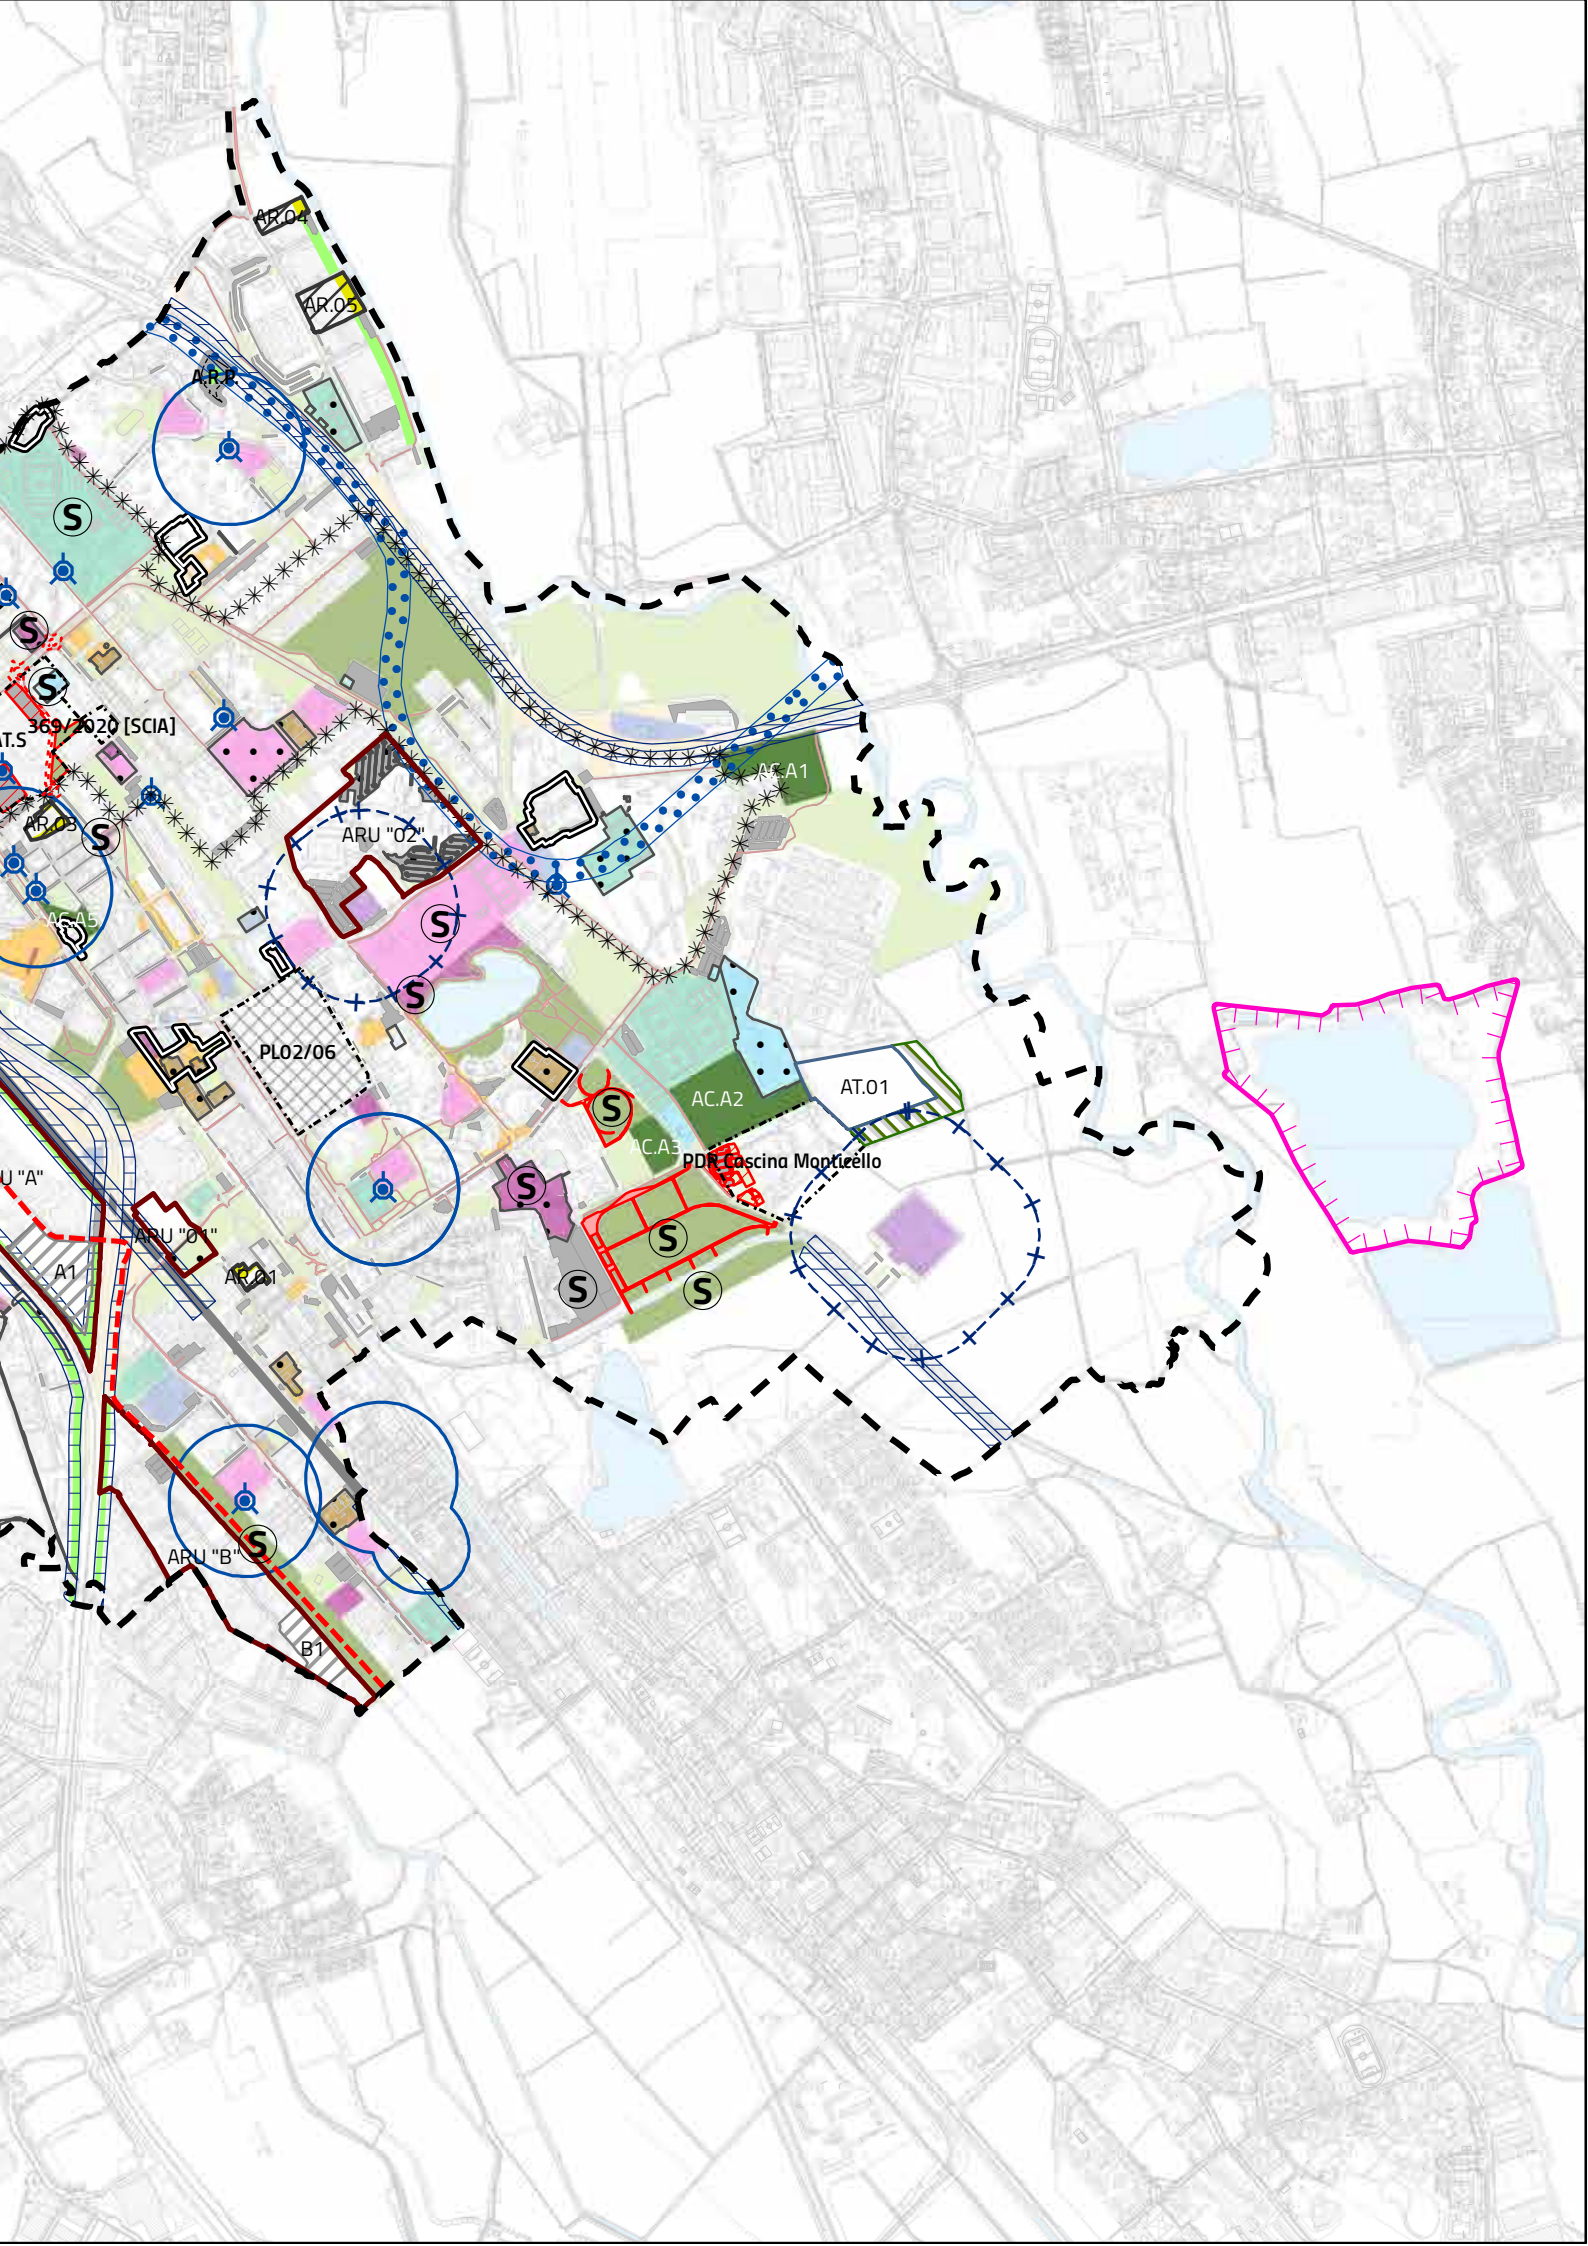 AR.04
AR.05
A.R.P.
S
S
S
369/2020 [SCIA]
AT.S
AC.A1
AR.03
S
ARU "02"
AC.A5
S
S
PL02/06
AT.01
AC.A2
S
AC.A3
PDR Cascina Monticello
U "A"
S
ARU "01"
S
A1
AR.01
S
S
S
ARU "B"
B1